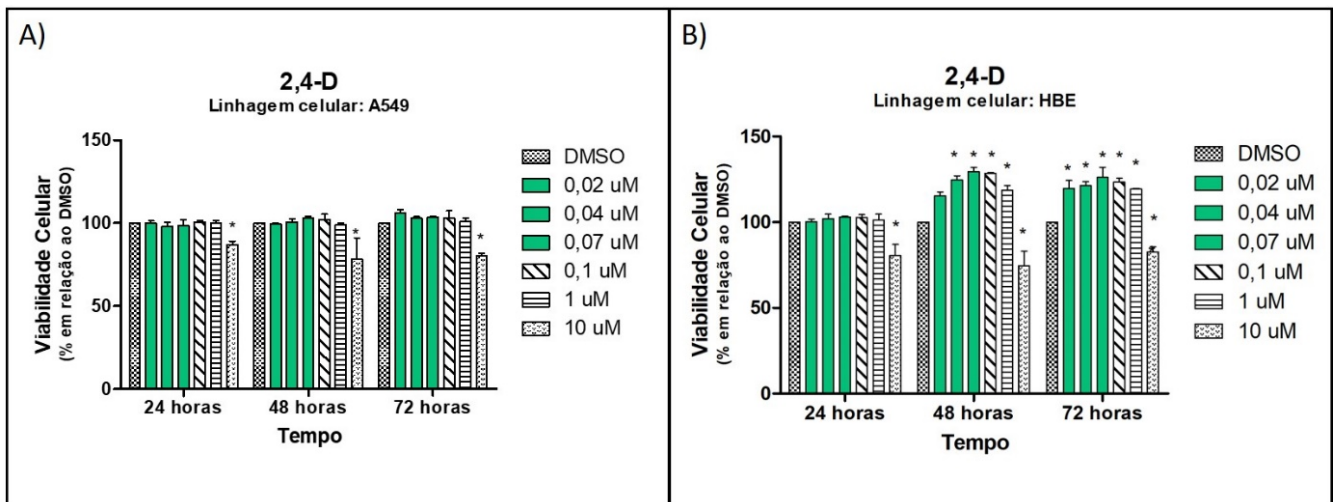 A)
2,4-D
Linhagem celular: A549
Viabilidade Celular
(% em relação ao DMSO)
150
100
50
0
*
*
*
24 horas
48 horas
72 horas
Tempo
DMSO
0,02 uM
0,04 uM
0,07 uM
0,1 uM
1 uM
10 uM
B)
2,4-D
Linhagem celular: HBE
Viabilidade Celular
(% em relação ao DMSO)
150
100
50
0
*
* * * * *
* * * * * *
24 horas
48 horas
72 horas
Tempo
DMSO
0,02 uM
0,04 uM
0,07 uM
0,1 uM
1 uM
10 uM